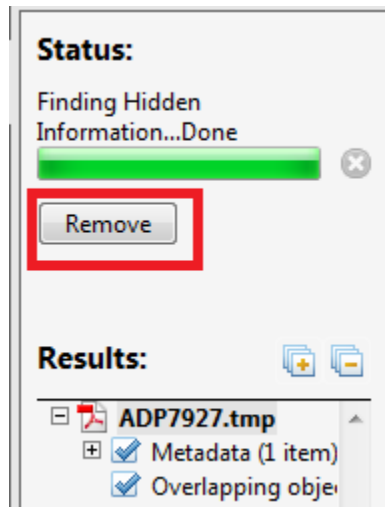 Status:
Finding Hidden
Information...Done
Remove
Results:
ADP7927.tmp
Metadata (1 item)
Overlapping obje